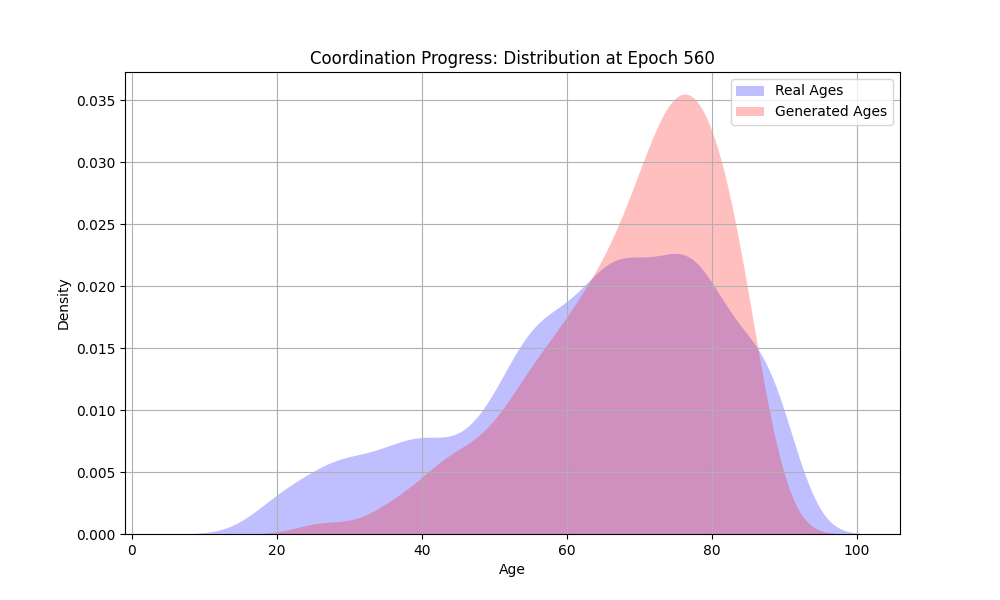 Coordination Progress: Distribution at Epoch 560
Real Ages
Generated Ages
0.035
0.030
0.025
0.020
0.015
0.010
0.005
0.000
Density
0 20 40 60 80 100
Age